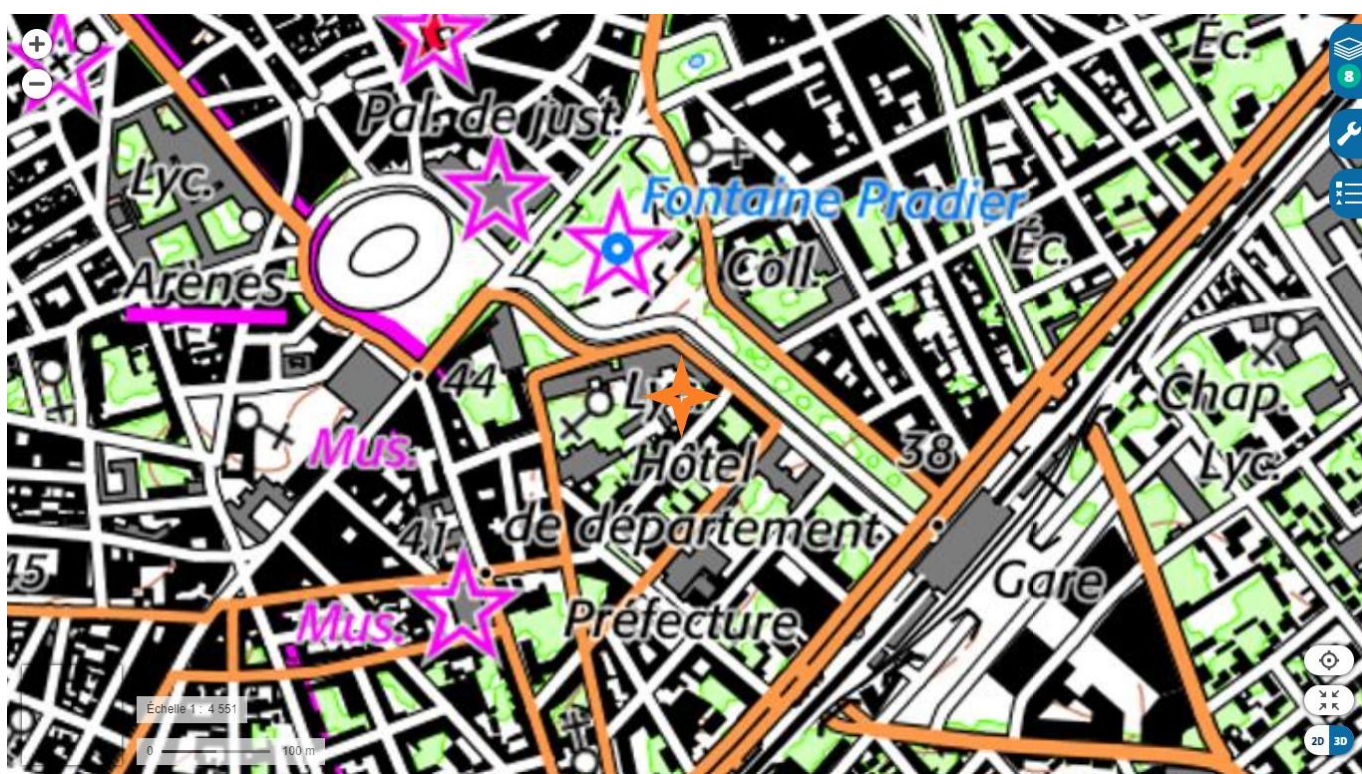 Éc.
8
Pal. de just.
Lyc.
Fontaine Pradier
Éc.
Coll.
Arènes
44
Chap.
38
Mus.
Hôtel
Lyc.
41
de département
45
Gare
Mus.
Préfecture
Échelle 1 : 4 551
0 100 m
2D 3D